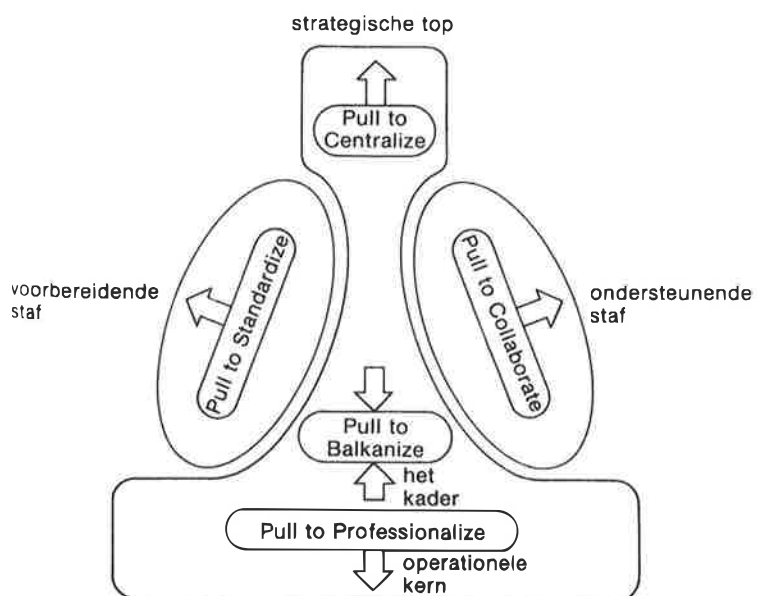 strategische top
Pull to
Centralize
Pull to Standardize
Pull to Collaborate
voorbereidende
staf
ondersteunende
staf
Pull to
Balkanize
het
kader
Pull to Professionalize
operationele
kern